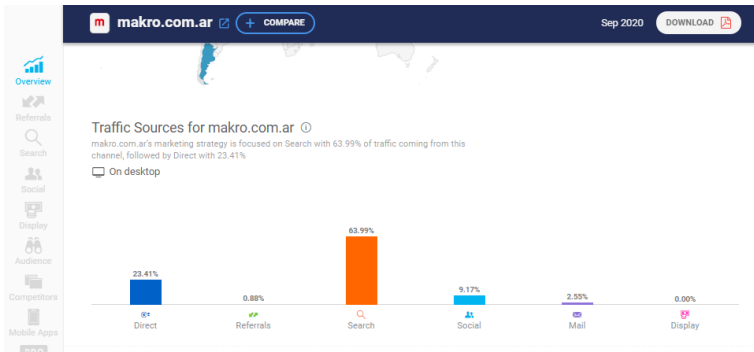 m makro.com.ar + COMPARE Sep 2020 DOWNLOAD
Overview
Referrals
Search
Social
Display
Audience
Competitors
Mobile Apps
PRO
Traffic Sources for makro.com.ar
makro.com.ar's marketing strategy is focused on Search with 63.99% of traffic coming from this
channel, followed by Direct with 23.41%
On desktop
23.41% 0.88% 63.99% 9.17% 2.55% 0.00%
Direct Referrals Search Social Mail Display